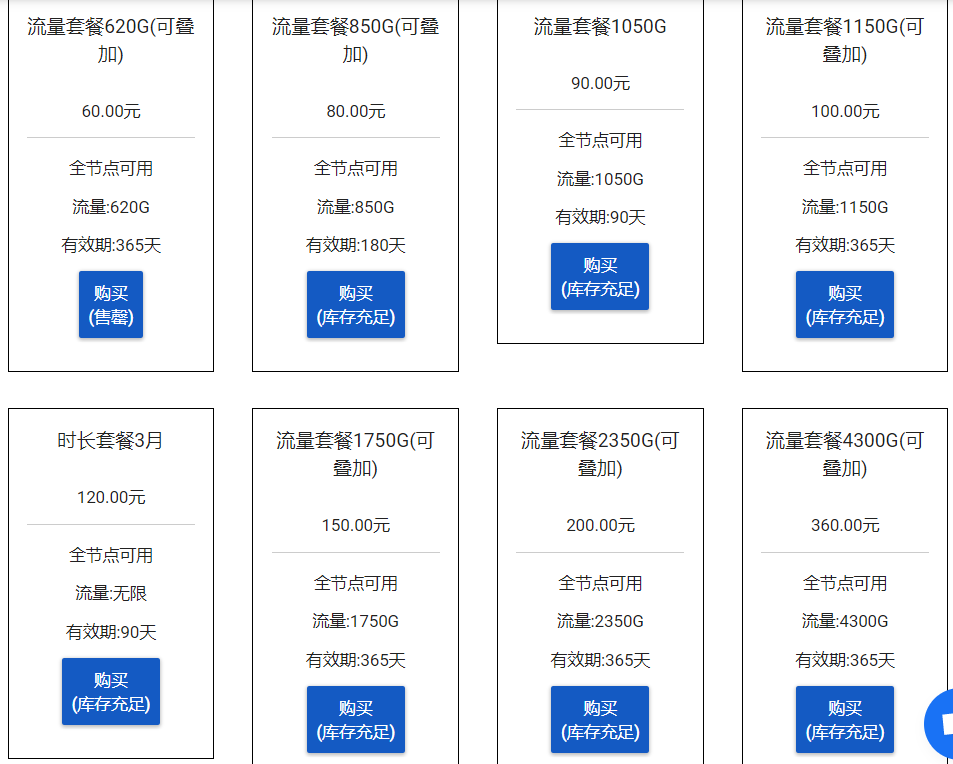 流量套餐620G(可叠
加)
60.00元
全节点可用
流量:620G
有效期:365天
购买
(售罄)
流量套餐850G(可叠
加)
80.00元
全节点可用
流量:850G
有效期:180天
购买
(库存充足)
流量套餐1050G
90.00元
全节点可用
流量:1050G
有效期:90天
购买
(库存充足)
流量套餐1150G(可
叠加)
100.00元
全节点可用
流量:1150G
有效期:365天
购买
(库存充足)
时长套餐3月
120.00元
全节点可用
流量:无限
有效期:90天
购买
(库存充足)
流量套餐1750G(可
叠加)
150.00元
全节点可用
流量:1750G
有效期:365天
购买
(库存充足)
流量套餐2350G(可
叠加)
200.00元
全节点可用
流量:2350G
有效期:365天
购买
(库存充足)
流量套餐4300G(可
叠加)
360.00元
全节点可用
流量:4300G
有效期:365天
购买
(库存充足)